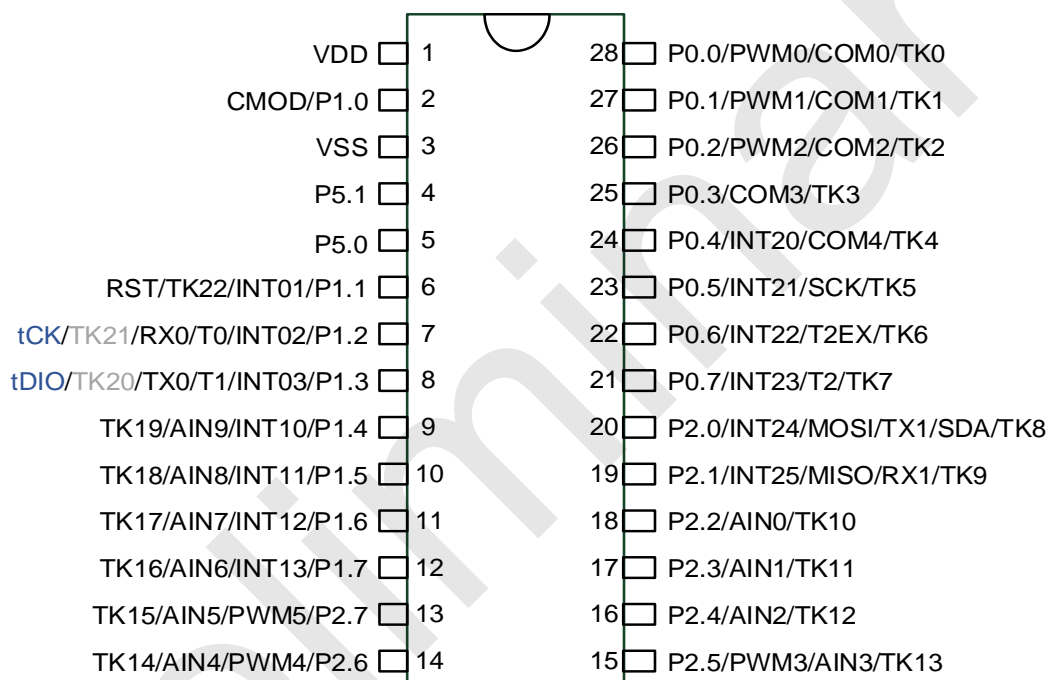 VDD 1 28 P0.0/PWM0/COM0/TK0
CMOD/P1.0 2 27 P0.1/PWM1/COM1/TK1
VSS 3 26 P0.2/PWM2/COM2/TK2
P5.1 4 25 P0.3/COM3/TK3
P5.0 5 24 P0.4/INT20/COM4/TK4
RST/TK22/INT01/P1.1 6 23 P0.5/INT21/SCK/TK5
tCK/TK21/RX0/T0/INT02/P1.2 7 22 P0.6/INT22/T2EX/TK6
tDIO/TK20/TX0/T1/INT03/P1.3 8 21 P0.7/INT23/T2/TK7
TK19/AIN9/INT10/P1.4 9 20 P2.0/INT24/MOSI/TX1/SDA/TK8
TK18/AIN8/INT11/P1.5 10 19 P2.1/INT25/MISO/RX1/TK9
TK17/AIN7/INT12/P1.6 11 18 P2.2/AIN0/TK10
TK16/AIN6/INT13/P1.7 12 17 P2.3/AIN1/TK11
TK15/AIN5/PWM5/P2.7 13 16 P2.4/AIN2/TK12
TK14/AIN4/PWM4/P2.6 14 15 P2.5/PWM3/AIN3/TK13